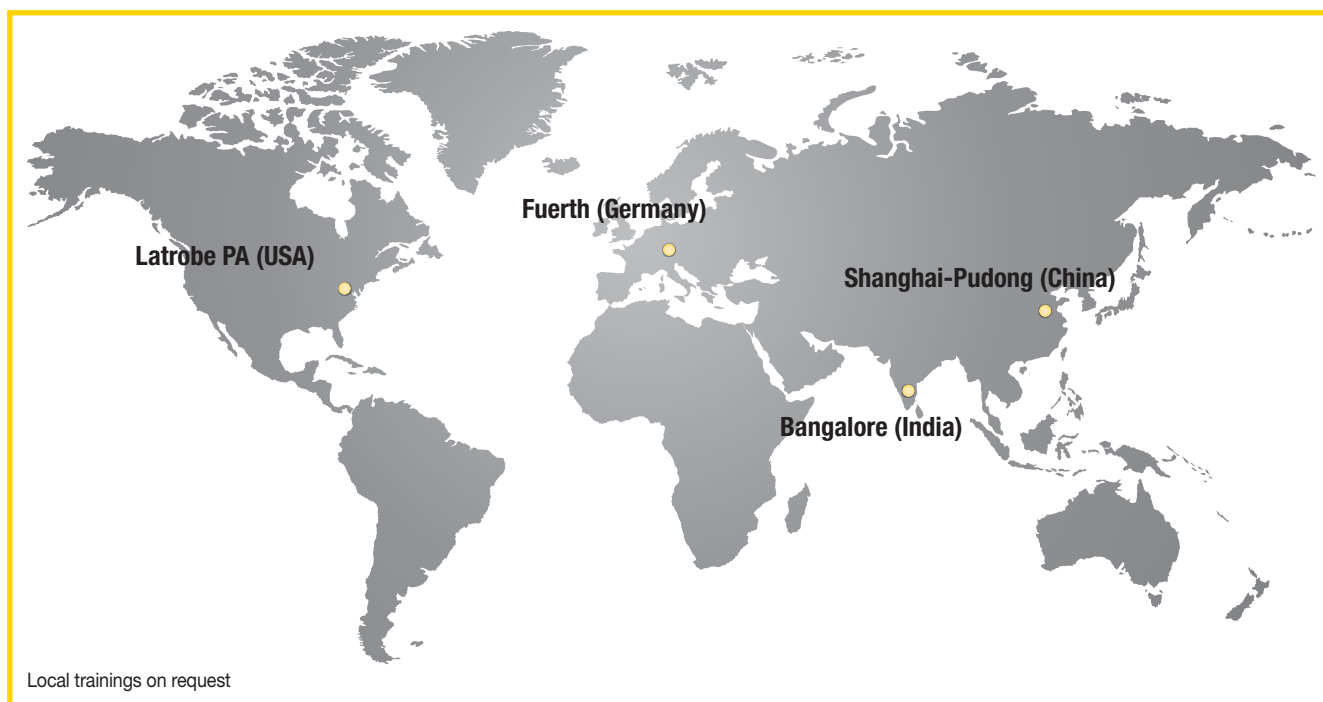 Fuerth (Germany)
Latrobe PA (USA)
Shanghai-Pudong (China)
Bangalore (India)
Local trainings on request